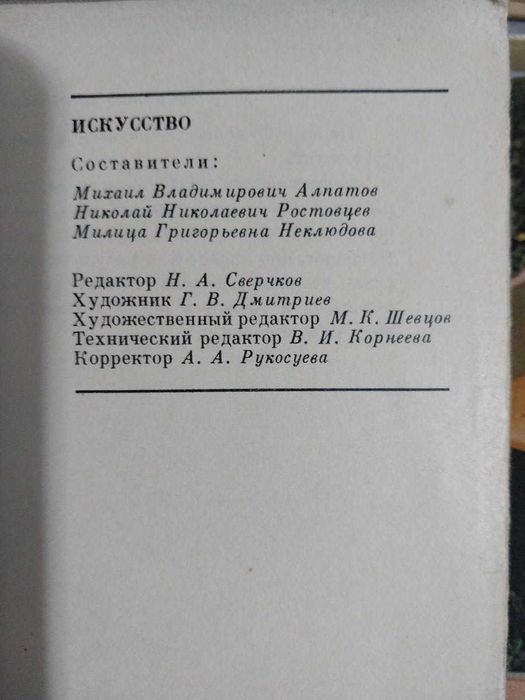 ИСКУССТВО
Составители:
Михаил Владимирович Алпатов
Николай Николаевич Ростовцев
Милица Григорьевна Неклюдова
Редактор Н. А. Сверчков
Художник Г. В. Дмитриев
Художественный редактор М. К. Шевцов
Технический редактор В. И. Корнеева
Корректор А. А. Рукосуева